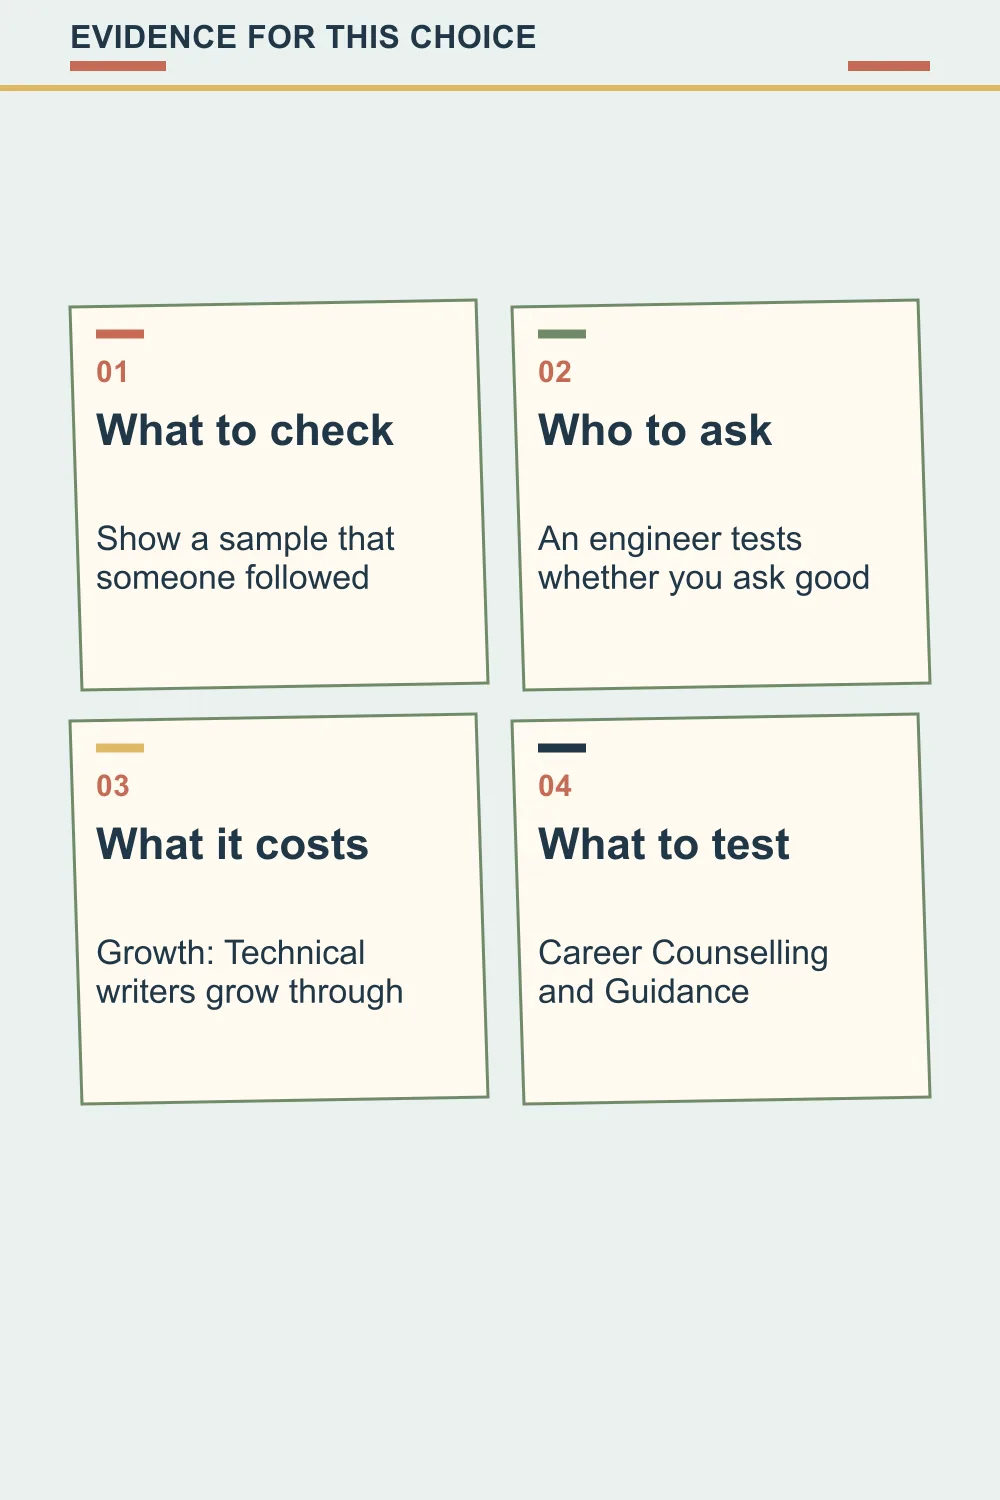 EVIDENCE FOR THIS CHOICE
01
What to check
Show a sample that
someone followed
02
Who to ask
An engineer tests
whether you ask good
03
What it costs
Growth: Technical
writers grow through
04
What to test
Career Counselling
and Guidance